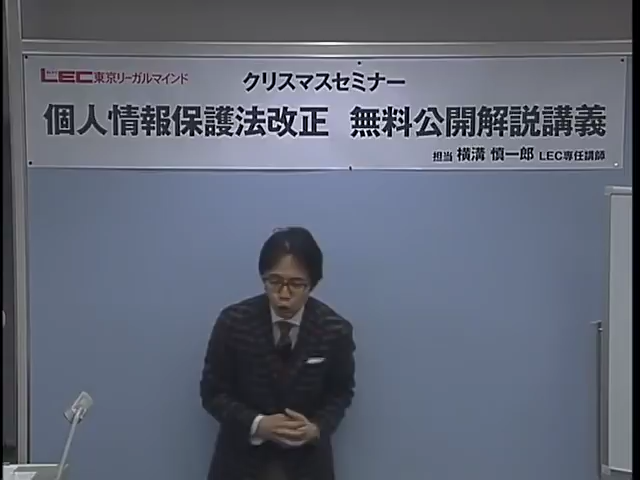 LEC東京リーガルマインド
クリスマスセミナー
個人情報保護法改正 無料公開解説講義
担当 横溝 慎一郎 LEC専任講師